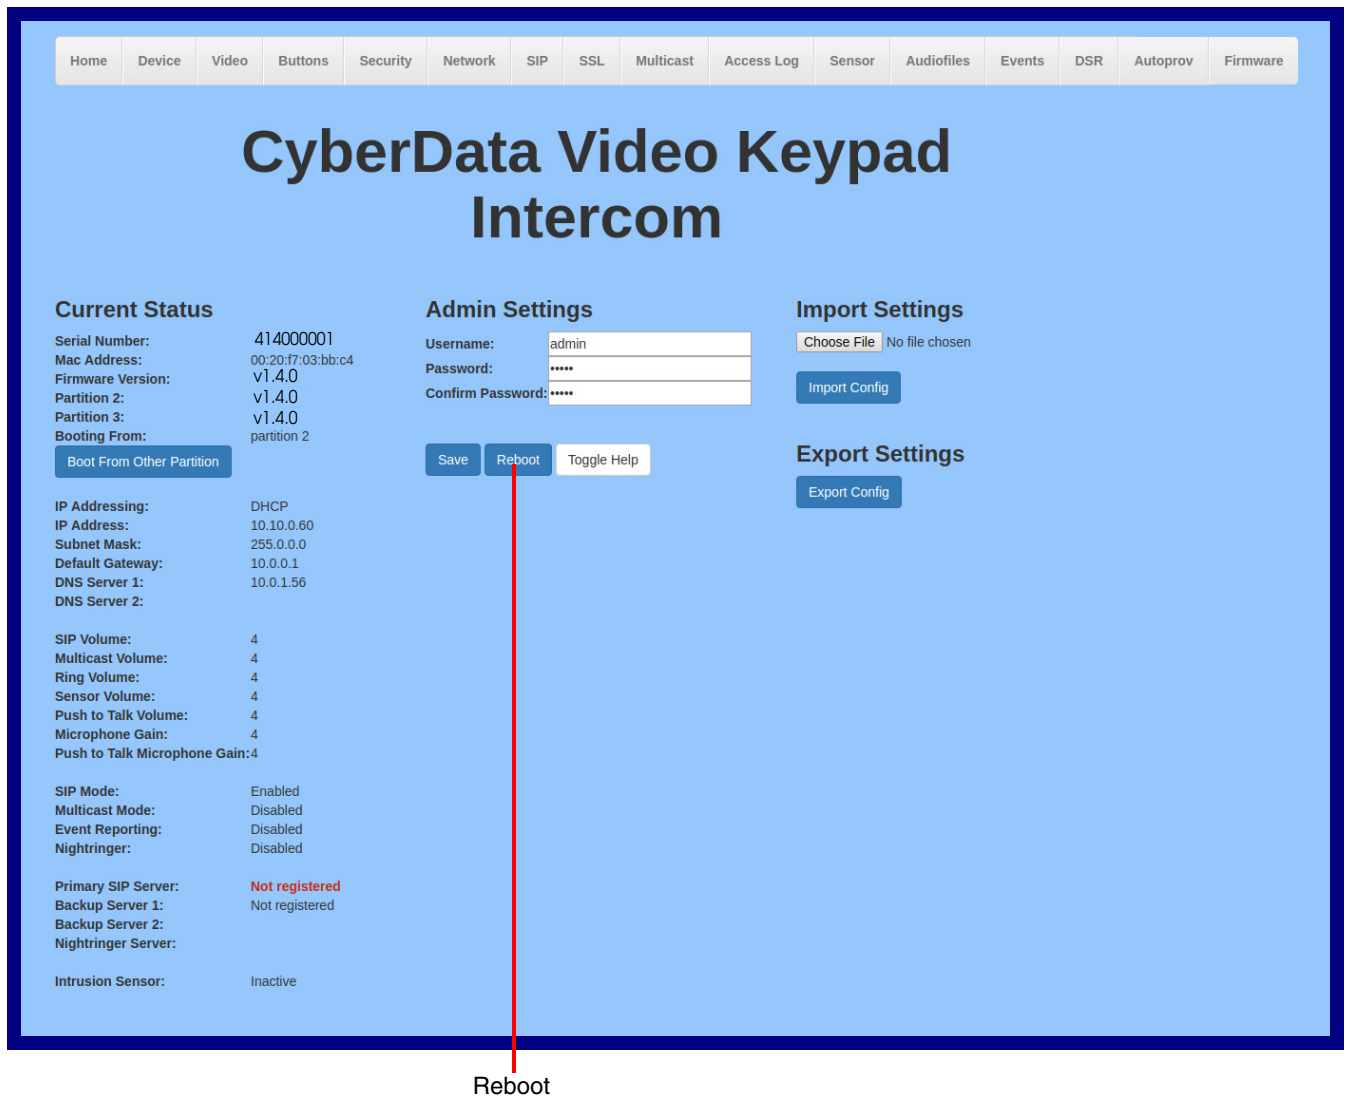 Home Device Video Buttons Security Network SIP SSL Multicast Access Log Sensor Audiofiles Events DSR Autoprov Firmware
CyberData Video Keypad
Intercom
Current Status
Serial Number: 414000001
Mac Address: 00:20:f7:03:bb:c4
Firmware Version: v1.4.0
Partition 2: v1.4.0
Partition 3: v1.4.0
Booting From: partition 2
Boot From Other Partition
IP Addressing: DHCP
IP Address: 10.10.0.60
Subnet Mask: 255.0.0.0
Default Gateway: 10.0.0.1
DNS Server 1: 10.0.1.56
DNS Server 2:
SIP Volume: 4
Multicast Volume: 4
Ring Volume: 4
Sensor Volume: 4
Push to Talk Volume: 4
Microphone Gain: 4
Push to Talk Microphone Gain: 4
SIP Mode: Enabled
Multicast Mode: Disabled
Event Reporting: Disabled
Nightringer: Disabled
Primary SIP Server: Not registered
Backup Server 1: Not registered
Backup Server 2:
Nightringer Server:
Intrusion Sensor: Inactive
Admin Settings
Username: admin
Password: •••••
Confirm Password: •••••
Save Reboot Toggle Help
Import Settings
Choose File No file chosen
Import Config
Export Settings
Export Config
Reboot